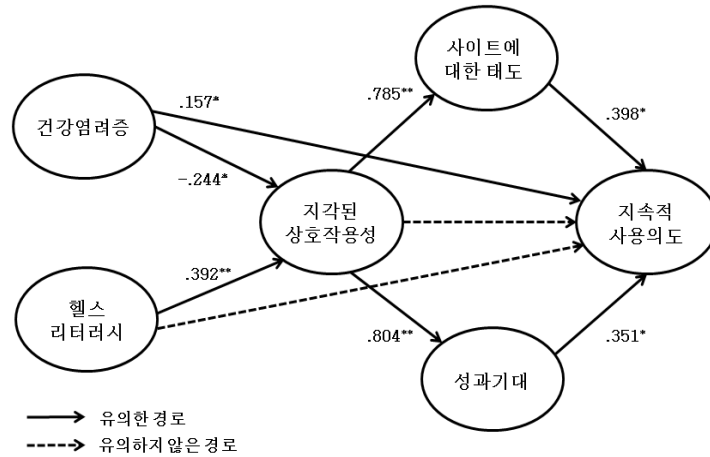 사이트에
대한 태도
.157*
.785**
.398*
건강염려증
-.244*
지각된
상호작용성
지속적
사용의도
.392**
헬스
리터러시
.804**
.351*
성과기대
유의한 경로
유의하지 않은 경로